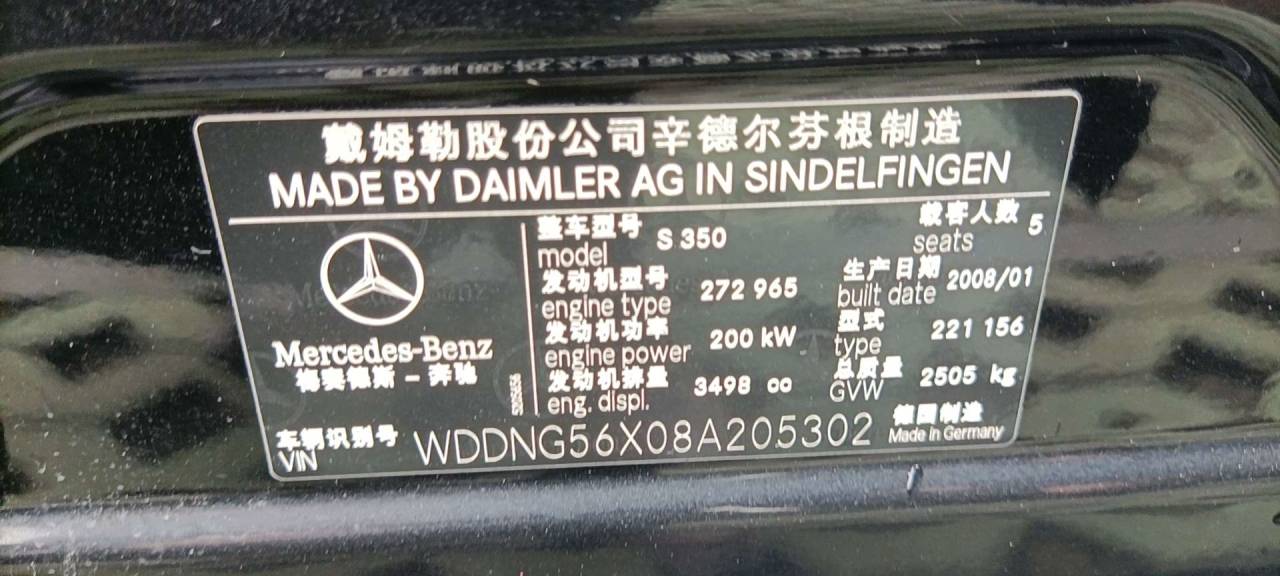 戴姆勒股份公司辛德尔芬根制造
MADE BY DAIMLER AG IN SINDELFINGEN
Mercedes-Benz
梅赛德斯-奔驰
整车型号 S 350
model
载客人数 5
seats
发动机型号 272 965
engine type
生产日期 2008/01
built date
发动机功率 200 kW
engine power
型式 221 156
type
发动机排量 3498 cc
eng. displ.
总质量 2505 kg
GVW
车辆识别号 WDDNG56X08A205302
VIN
德国制造
Made in Germany